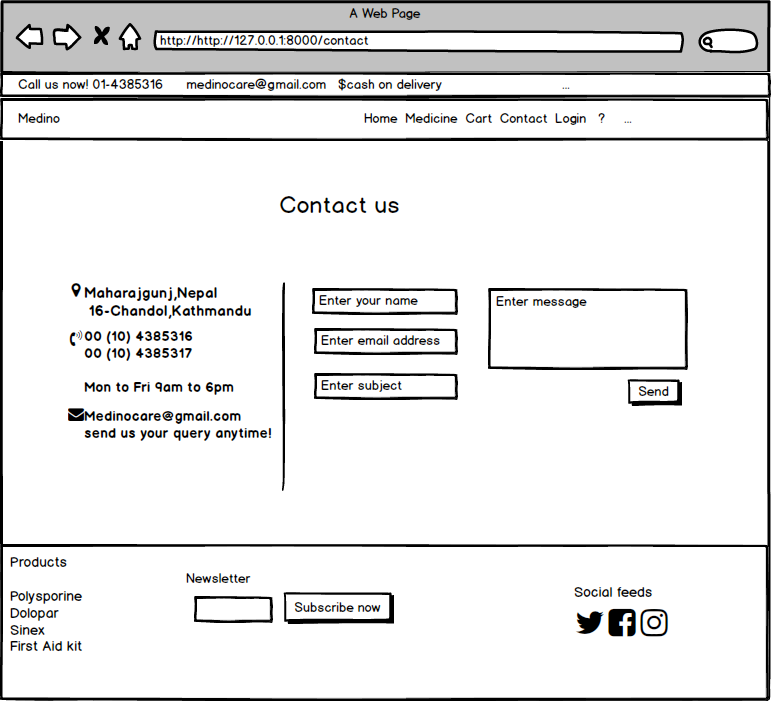 A Web Page
http://http://127.0.0.1:8000/contact
Call us now! 01-4385316 medinocare@gmail.com $cash on delivery ...
Medino Home Medicine Cart Contact Login ? ...
Contact us
Maharajgunj,Nepal
16-Chandol,Kathmandu
00 (10) 4385316
00 (10) 4385317
Mon to Fri 9am to 6pm
Medinocare@gmail.com
send us your query anytime!
Enter your name
Enter email address
Enter subject
Enter message
Send
Products
Polysporine
Dolopar
Sinex
First Aid kit
Newsletter
Subscribe now
Social feeds